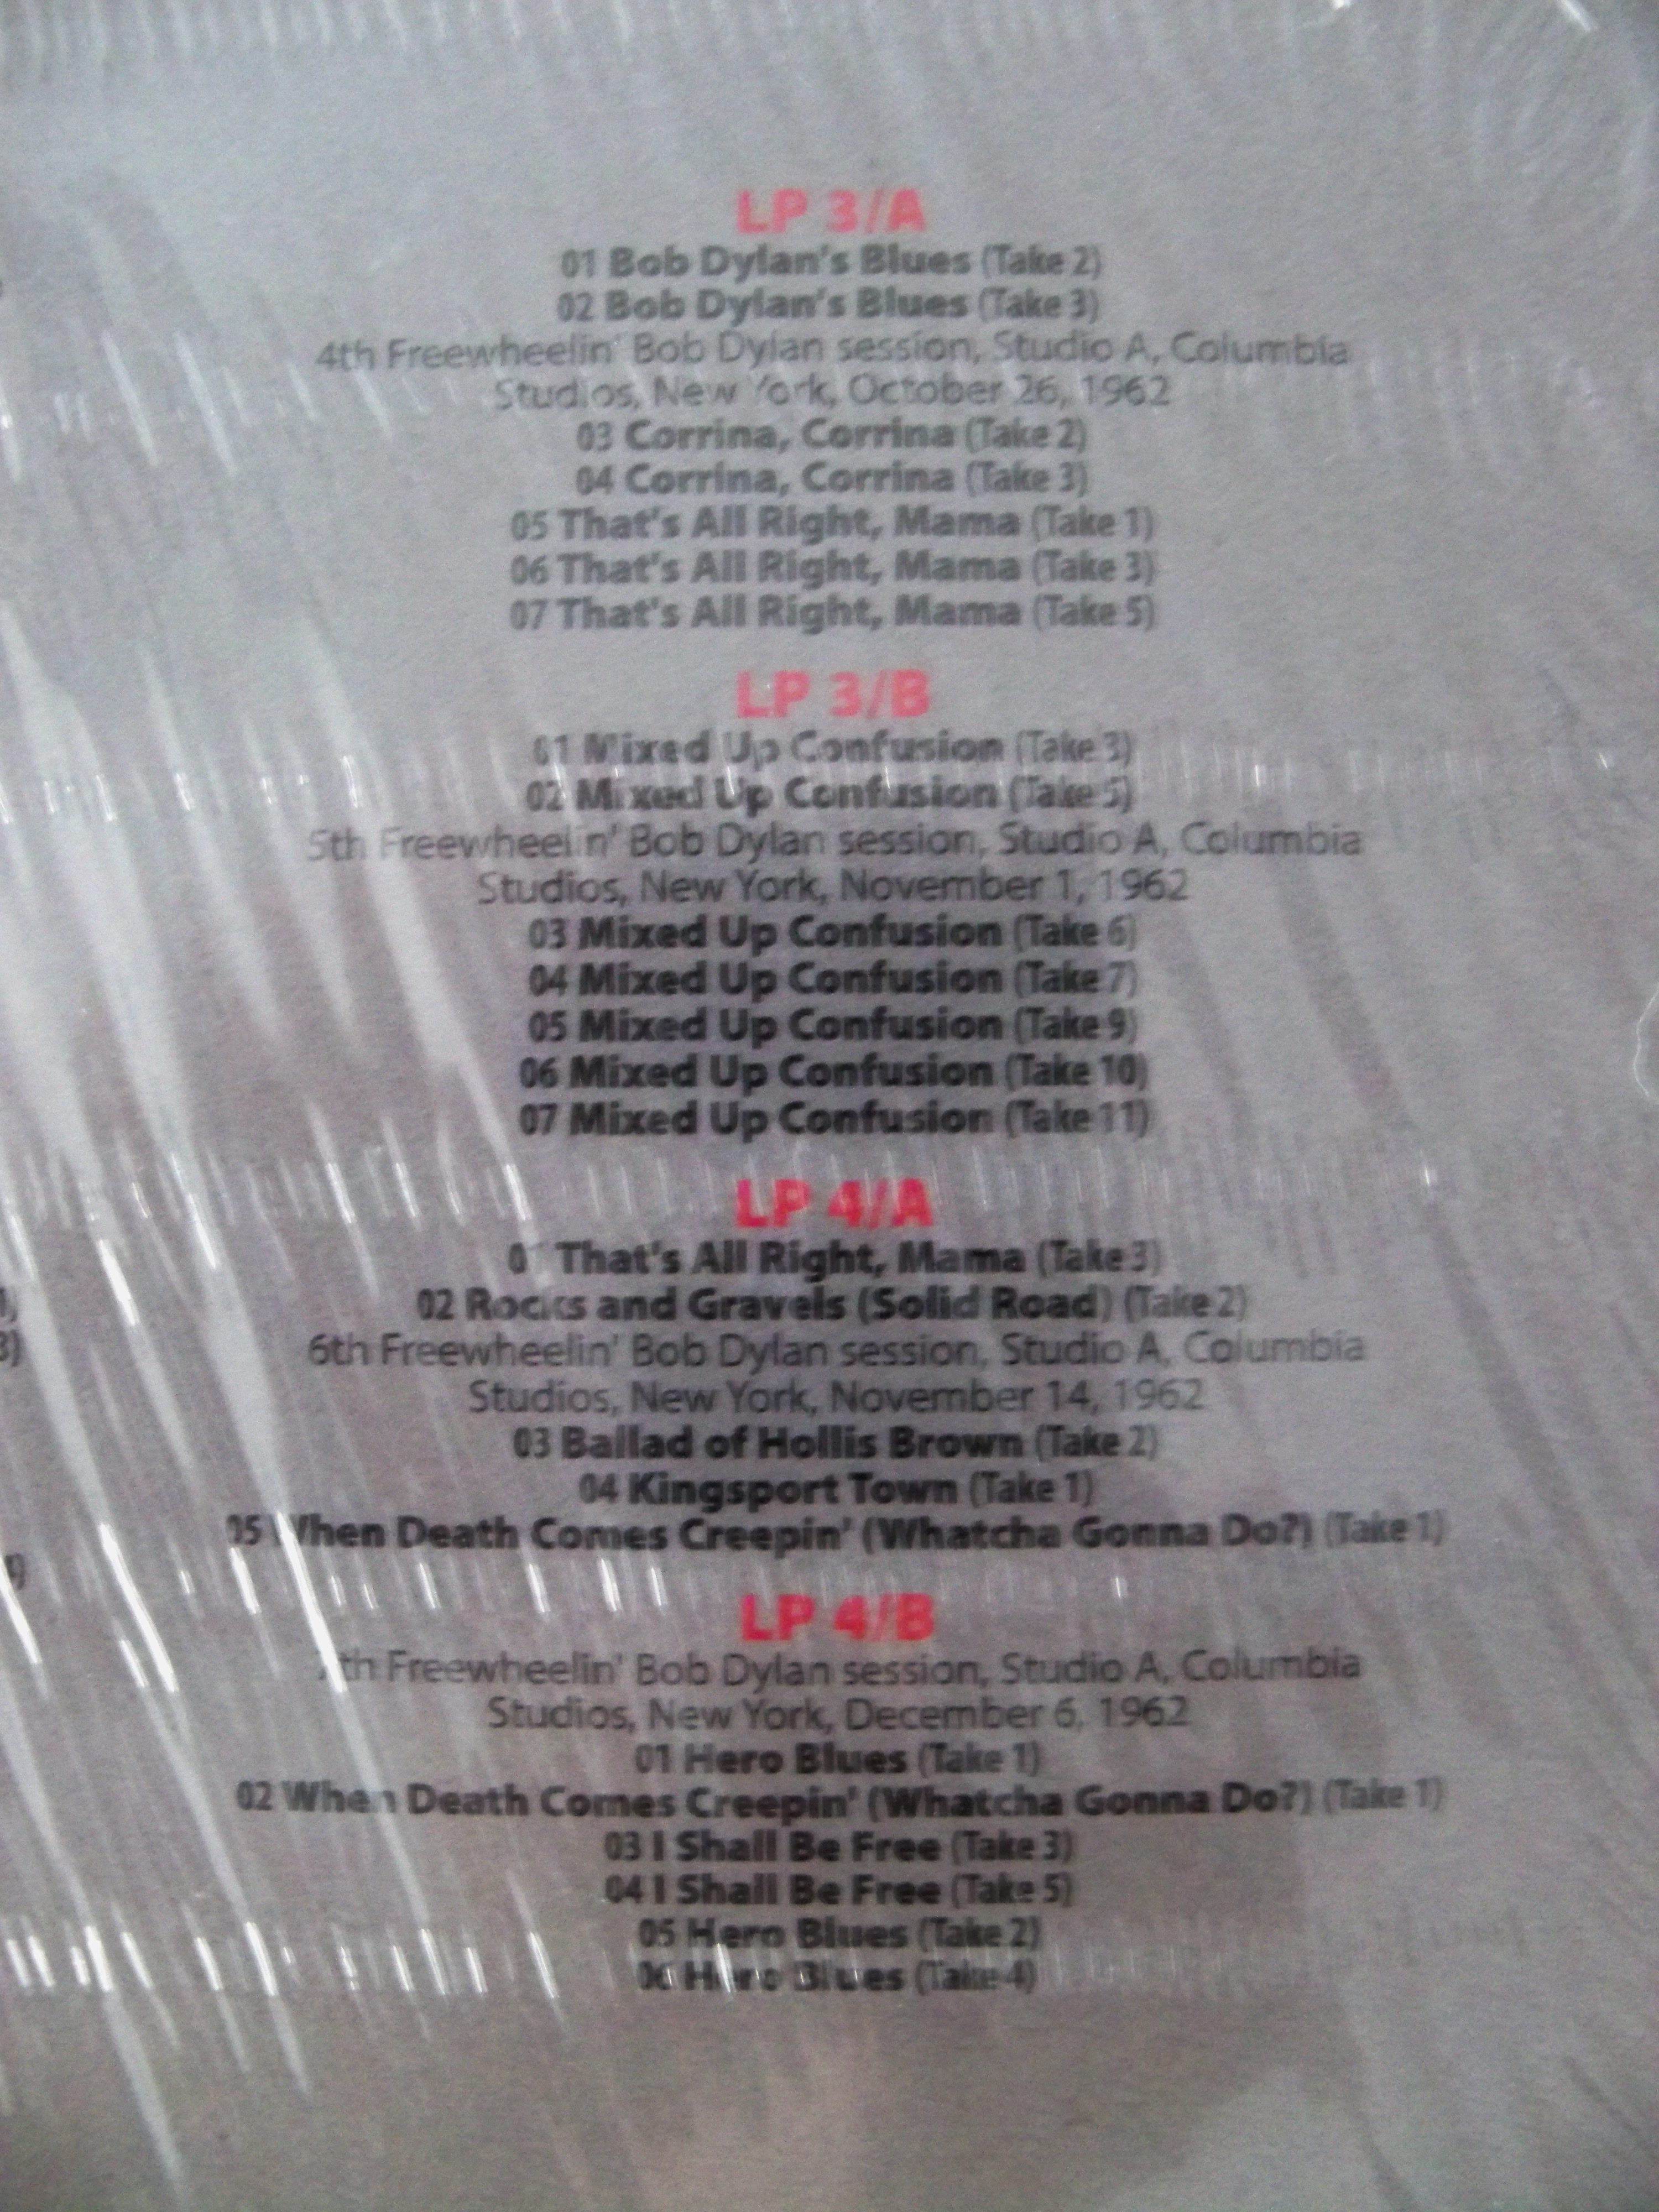 LP 3/A
01 Bob Dylan's Blues (Take 2)
02 Bob Dylan's Blues (Take 3)
4th Freewheelin' Bob Dylan session, Studio A, Columbia
Studios, New York, October 26, 1962
03 Corrina, Corrina (Take 2)
04 Corrina, Corrina (Take 3)
05 That's All Right, Mama (Take 1)
06 That's All Right, Mama (Take 3)
07 That's All Right, Mama (Take 5)
LP 3/B
01 Mixed Up Confusion (Take 3)
02 Mixed Up Confusion (Take 5)
5th Freewheelin' Bob Dylan session, Studio A, Columbia
Studios, New York, November 1, 1962
03 Mixed Up Confusion (Take 6)
04 Mixed Up Confusion (Take 7)
05 Mixed Up Confusion (Take 9)
06 Mixed Up Confusion (Take 10)
07 Mixed Up Confusion (Take 11)
LP 4/A
01 That's All Right, Mama (Take 3)
02 Rocks and Gravels (Solid Road) (Take 2)
6th Freewheelin' Bob Dylan session, Studio A, Columbia
Studios, New York, November 14, 1962
03 Ballad of Hollis Brown (Take 2)
04 Kingsport Town (Take 1)
05 When Death Comes Creepin' (Whatcha Gonna Do?) (Take 1)
LP 4/B
7th Freewheelin' Bob Dylan session, Studio A, Columbia
Studios, New York, December 6, 1962
01 Hero Blues (Take 1)
02 When Death Comes Creepin' (Whatcha Gonna Do?) (Take 1)
03 I Shall Be Free (Take 3)
04 I Shall Be Free (Take 5)
05 Hero Blues (Take 2)
06 Hero Blues (Take 4)